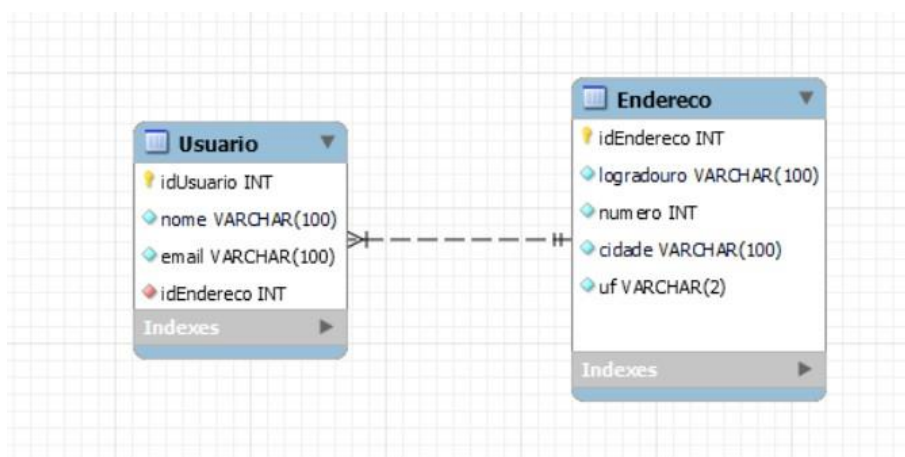 Usuario
idUsuario INT
nome VARCHAR(100)
email VARCHAR(100)
idEndereco INT
Indexes
Endereco
idEndereco INT
logradouro VARCHAR(100)
numero INT
cidade VARCHAR(100)
uf VARCHAR(2)
Indexes